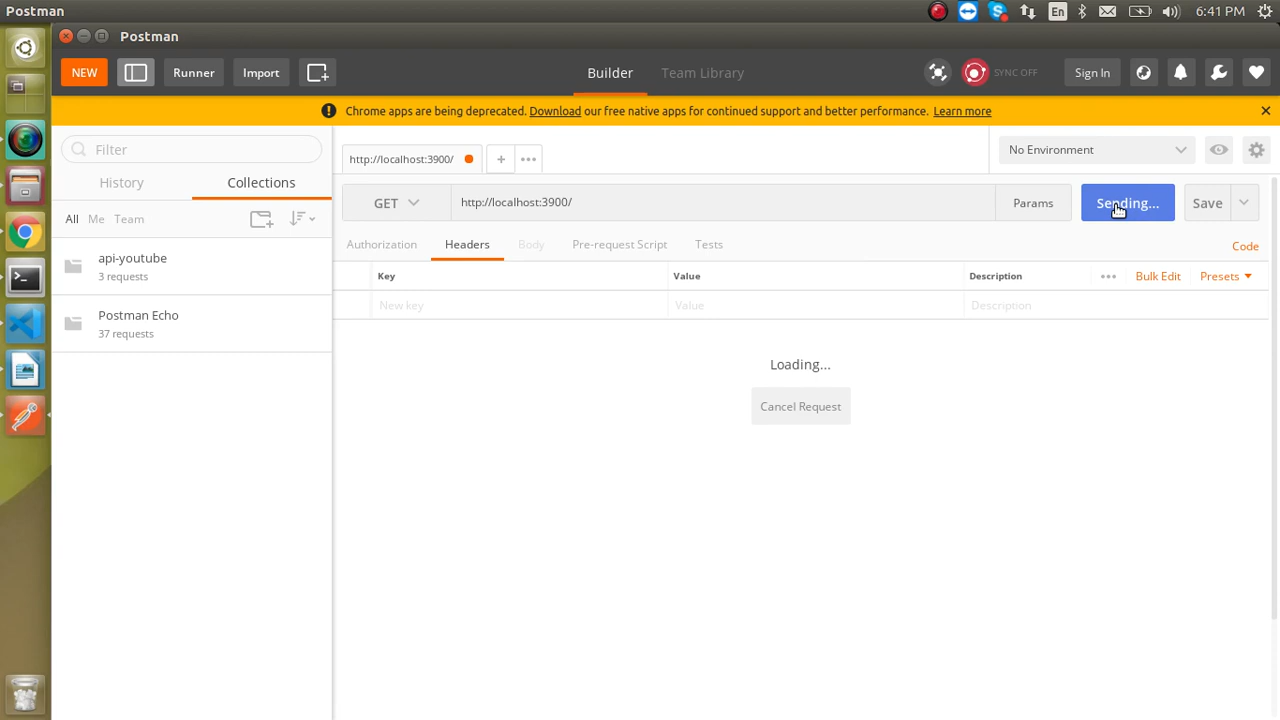 Postman
En
6:41 PM
Postman
NEW
Runner
Import
Builder
Team Library
SYNC OFF
Sign In
Chrome apps are being deprecated. Download our free native apps for continued support and better performance. Learn more
Filter
http://localhost:3900/
No Environment
History
Collections
GET
http://localhost:3900/
Params
Sending...
Save
All
Me
Team
Authorization
Headers
Body
Pre-request Script
Tests
Code
api-youtube
3 requests
Key
Value
Description
Bulk Edit
Presets
New key
Value
Description
Postman Echo
37 requests
Loading...
Cancel Request